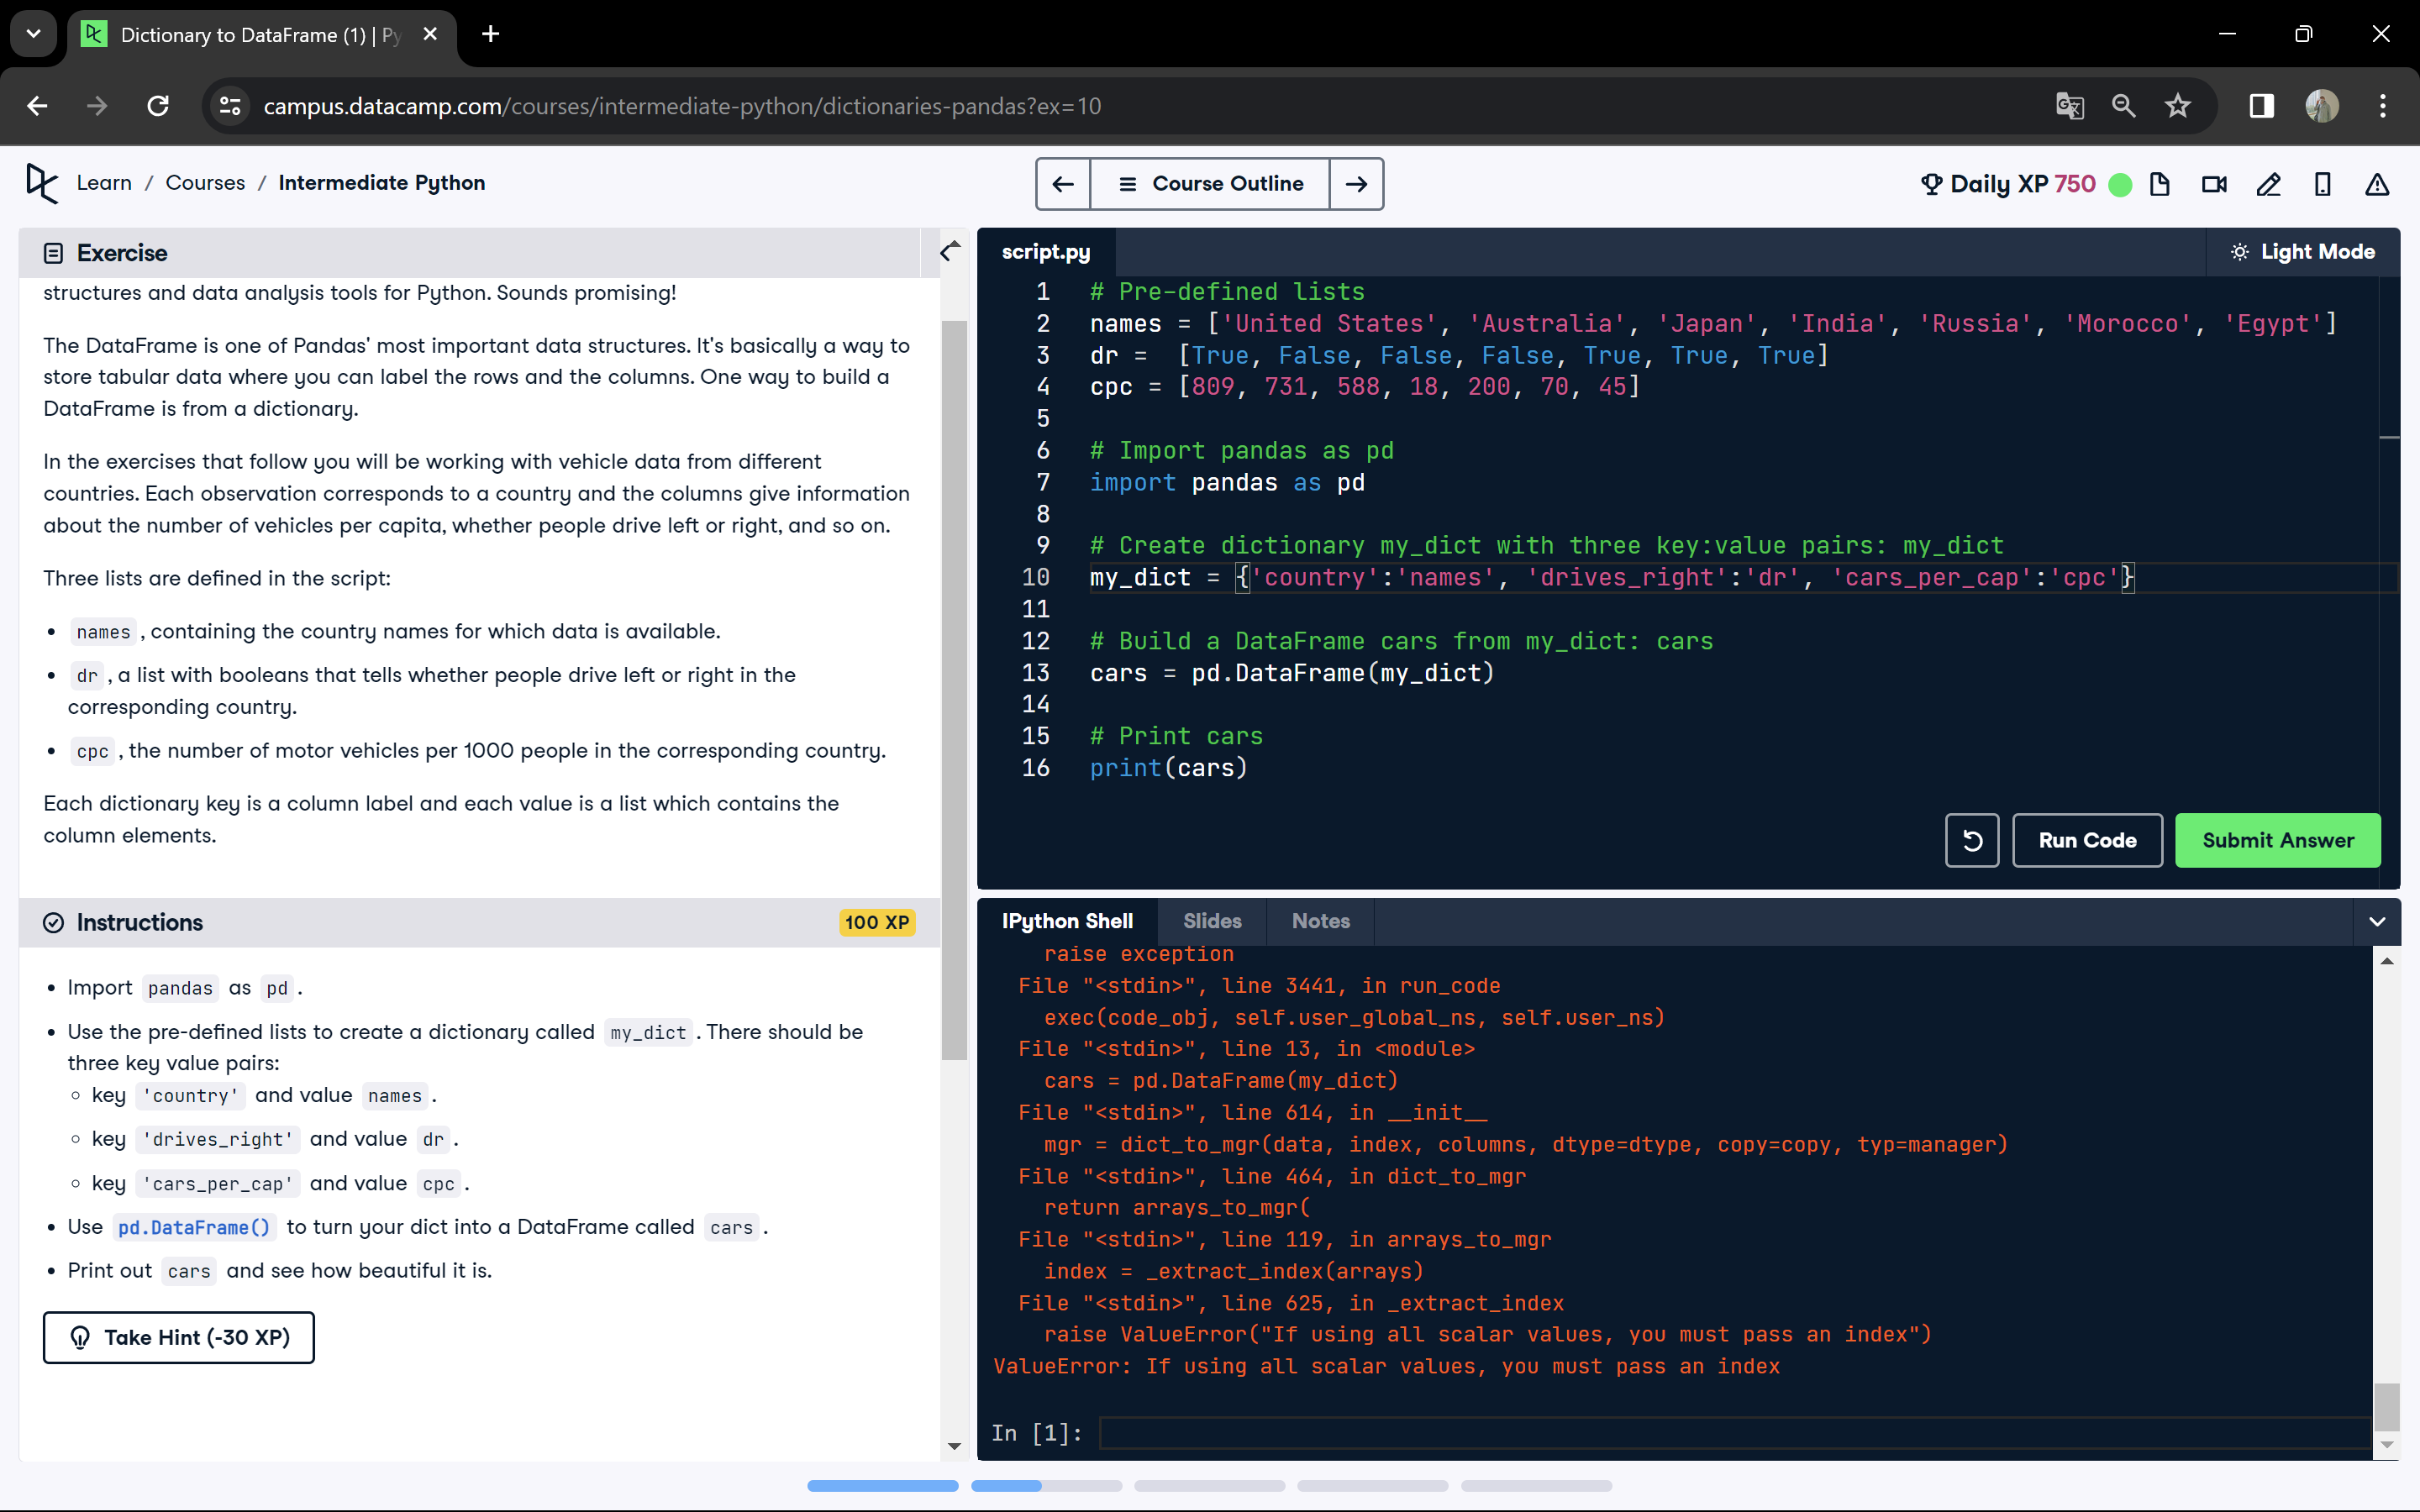 Dictionary to DataFrame (1) | Py
campus.datacamp.com/courses/intermediate-python/dictionaries-pandas?ex=10
Learn / Courses / Intermediate Python
Course Outline
Daily XP 750
Exercise
structures and data analysis tools for Python. Sounds promising!
The DataFrame is one of Pandas' most important data structures. It's basically a way to
store tabular data where you can label the rows and the columns. One way to build a
DataFrame is from a dictionary.
In the exercises that follow you will be working with vehicle data from different
countries. Each observation corresponds to a country and the columns give information
about the number of vehicles per capita, whether people drive left or right, and so on.
Three lists are defined in the script:
• names , containing the country names for which data is available.
• dr , a list with booleans that tells whether people drive left or right in the
corresponding country.
• cpc , the number of motor vehicles per 1000 people in the corresponding country.
Each dictionary key is a column label and each value is a list which contains the
column elements.
Instructions
100 XP
• Import pandas as pd .
• Use the pre-defined lists to create a dictionary called my_dict . There should be
three key value pairs:
◦ key 'country' and value names .
◦ key 'drives_right' and value dr .
◦ key 'cars_per_cap' and value cpc .
• Use pd.DataFrame() to turn your dict into a DataFrame called cars .
• Print out cars and see how beautiful it is.
Take Hint (-30 XP)
script.py
Light Mode
1 # Pre-defined lists
2 names = ['United States', 'Australia', 'Japan', 'India', 'Russia', 'Morocco', 'Egypt']
3 dr =  [True, False, False, False, True, True, True]
4 cpc = [809, 731, 588, 18, 200, 70, 45]
5
6 # Import pandas as pd
7 import pandas as pd
8
9 # Create dictionary my_dict with three key:value pairs: my_dict
10 my_dict = {'country':'names', 'drives_right':'dr', 'cars_per_cap':'cpc'}
11
12 # Build a DataFrame cars from my_dict: cars
13 cars = pd.DataFrame(my_dict)
14
15 # Print cars
16 print(cars)
Run Code
Submit Answer
IPython Shell
Slides
Notes
raise exception
File "<stdin>", line 3441, in run_code
exec(code_obj, self.user_global_ns, self.user_ns)
File "<stdin>", line 13, in <module>
cars = pd.DataFrame(my_dict)
File "<stdin>", line 614, in __init__
mgr = dict_to_mgr(data, index, columns, dtype=dtype, copy=copy, typ=manager)
File "<stdin>", line 464, in dict_to_mgr
return arrays_to_mgr(
File "<stdin>", line 119, in arrays_to_mgr
index = _extract_index(arrays)
File "<stdin>", line 625, in _extract_index
raise ValueError("If using all scalar values, you must pass an index")
ValueError: If using all scalar values, you must pass an index
In [1]: